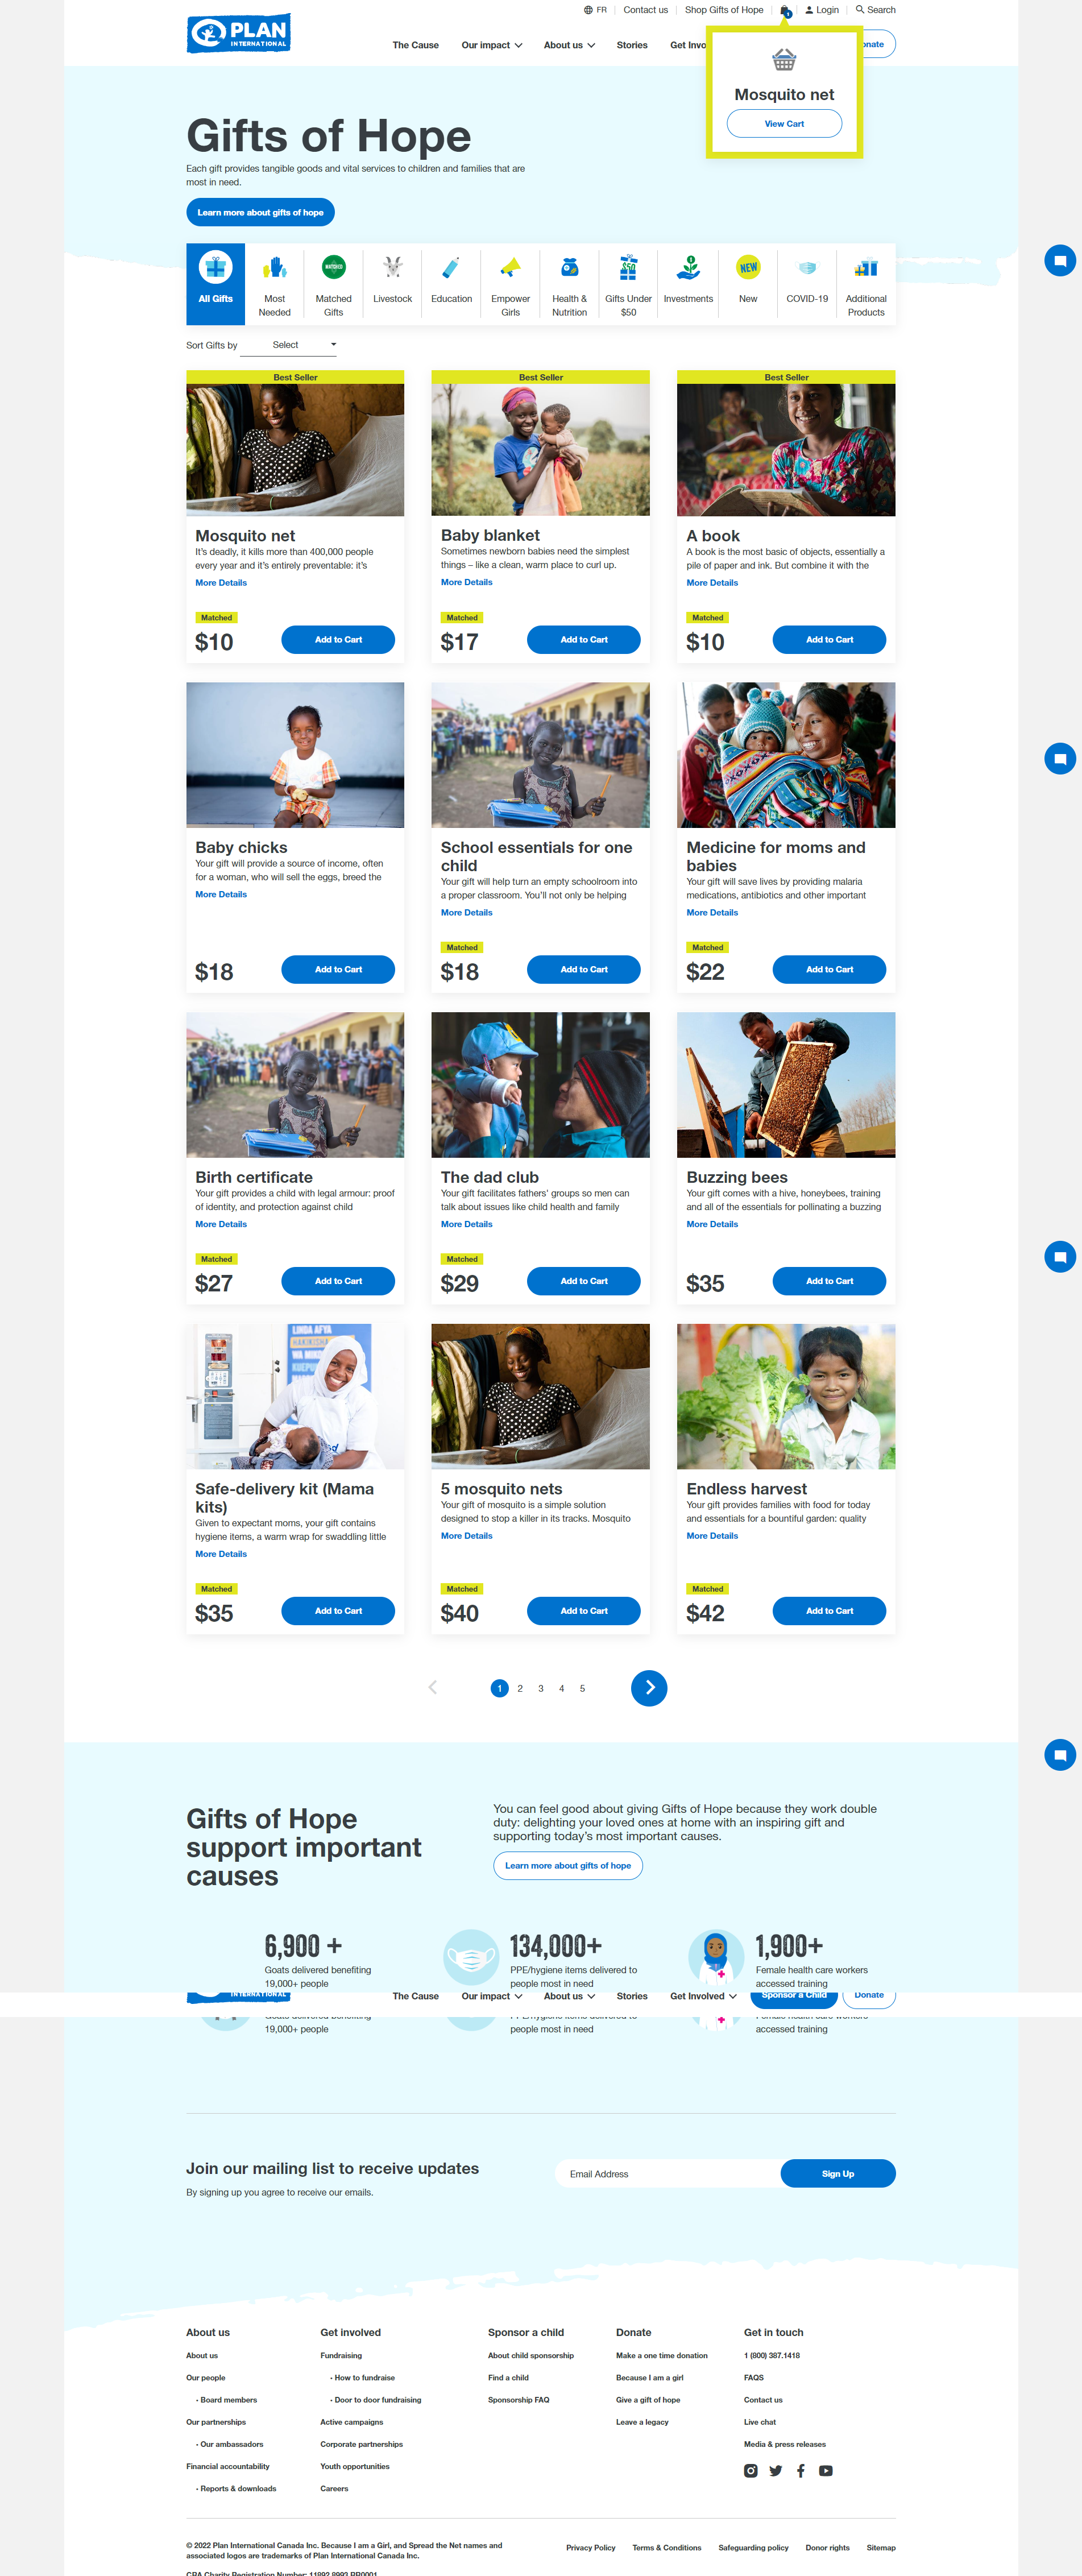 FR
Contact us
Shop Gifts of Hope
1
Login
Search
PLAN
INTERNATIONAL
The Cause
Our impact
About us
Stories
Get Invo
onate
Mosquito net
View Cart
Gifts of Hope
Each gift provides tangible goods and vital services to children and families that are
most in need.
Learn more about gifts of hope
All Gifts
Most
Needed
MATCHED
Matched
Gifts
Livestock
Education
Empower
Girls
Health &
Nutrition
$50
Gifts Under
$50
Investments
NEW
New
COVID-19
Additional
Products
Sort Gifts by
Select
Best Seller
Mosquito net
It's deadly, it kills more than 400,000 people
every year and it's entirely preventable: it's
More Details
Matched
$10
Add to Cart
Best Seller
Baby blanket
Sometimes newborn babies need the simplest
things – like a clean, warm place to curl up.
More Details
Matched
$17
Add to Cart
Best Seller
A book
A book is the most basic of objects, essentially a
pile of paper and ink. But combine it with the
More Details
Matched
$10
Add to Cart
Baby chicks
Your gift will provide a source of income, often
for a woman, who will sell the eggs, breed the
More Details
$18
Add to Cart
School essentials for one
child
Your gift will help turn an empty schoolroom into
a proper classroom. You'll not only be helping
More Details
Matched
$18
Add to Cart
Medicine for moms and
babies
Your gift will save lives by providing malaria
medications, antibiotics and other important
More Details
Matched
$22
Add to Cart
Birth certificate
Your gift provides a child with legal armour: proof
of identity, and protection against child
More Details
Matched
$27
Add to Cart
The dad club
Your gift facilitates fathers' groups so men can
talk about issues like child health and family
More Details
Matched
$29
Add to Cart
Buzzing bees
Your gift comes with a hive, honeybees, training
and all of the essentials for pollinating a buzzing
More Details
$35
Add to Cart
LINDA AFYA
HAKIKISHA
Safe-delivery kit (Mama
kits)
Given to expectant moms, your gift contains
hygiene items, a warm wrap for swaddling little
More Details
Matched
$35
Add to Cart
5 mosquito nets
Your gift of mosquito is a simple solution
designed to stop a killer in its tracks. Mosquito
More Details
Matched
$40
Add to Cart
Endless harvest
Your gift provides families with food for today
and essentials for a bountiful garden: quality
More Details
Matched
$42
Add to Cart
1 2 3 4 5
Gifts of Hope
support important
causes
You can feel good about giving Gifts of Hope because they work double
duty: delighting your loved ones at home with an inspiring gift and
supporting today's most important causes.
Learn more about gifts of hope
6,900 +
Goats delivered benefiting
19,000+ people
134,000+
PPE/hygiene items delivered to
people most in need
1,900+
Female health care workers
accessed training
INTERNATIONAL
The Cause
Our impact
About us
Stories
Get Involved
Sponsor a Child
Donate
Goats delivered benefiting
19,000+ people
PPE/hygiene items delivered to
people most in need
Female health care workers
accessed training
Join our mailing list to receive updates
By signing up you agree to receive our emails.
Email Address
Sign Up
About us
About us
Our people
• Board members
Our partnerships
• Our ambassadors
Financial accountability
• Reports & downloads
Get involved
Fundraising
• How to fundraise
• Door to door fundraising
Active campaigns
Corporate partnerships
Youth opportunities
Careers
Sponsor a child
About child sponsorship
Find a child
Sponsorship FAQ
Donate
Make a one time donation
Because I am a girl
Give a gift of hope
Leave a legacy
Get in touch
1 (800) 387.1418
FAQS
Contact us
Live chat
Media & press releases
© 2022 Plan International Canada Inc. Because I am a Girl, and Spread the Net names and
associated logos are trademarks of Plan International Canada Inc.
Privacy Policy
Terms & Conditions
Safeguarding policy
Donor rights
Sitemap
CRA Charity Registration Number: 11892 8993 RR0001